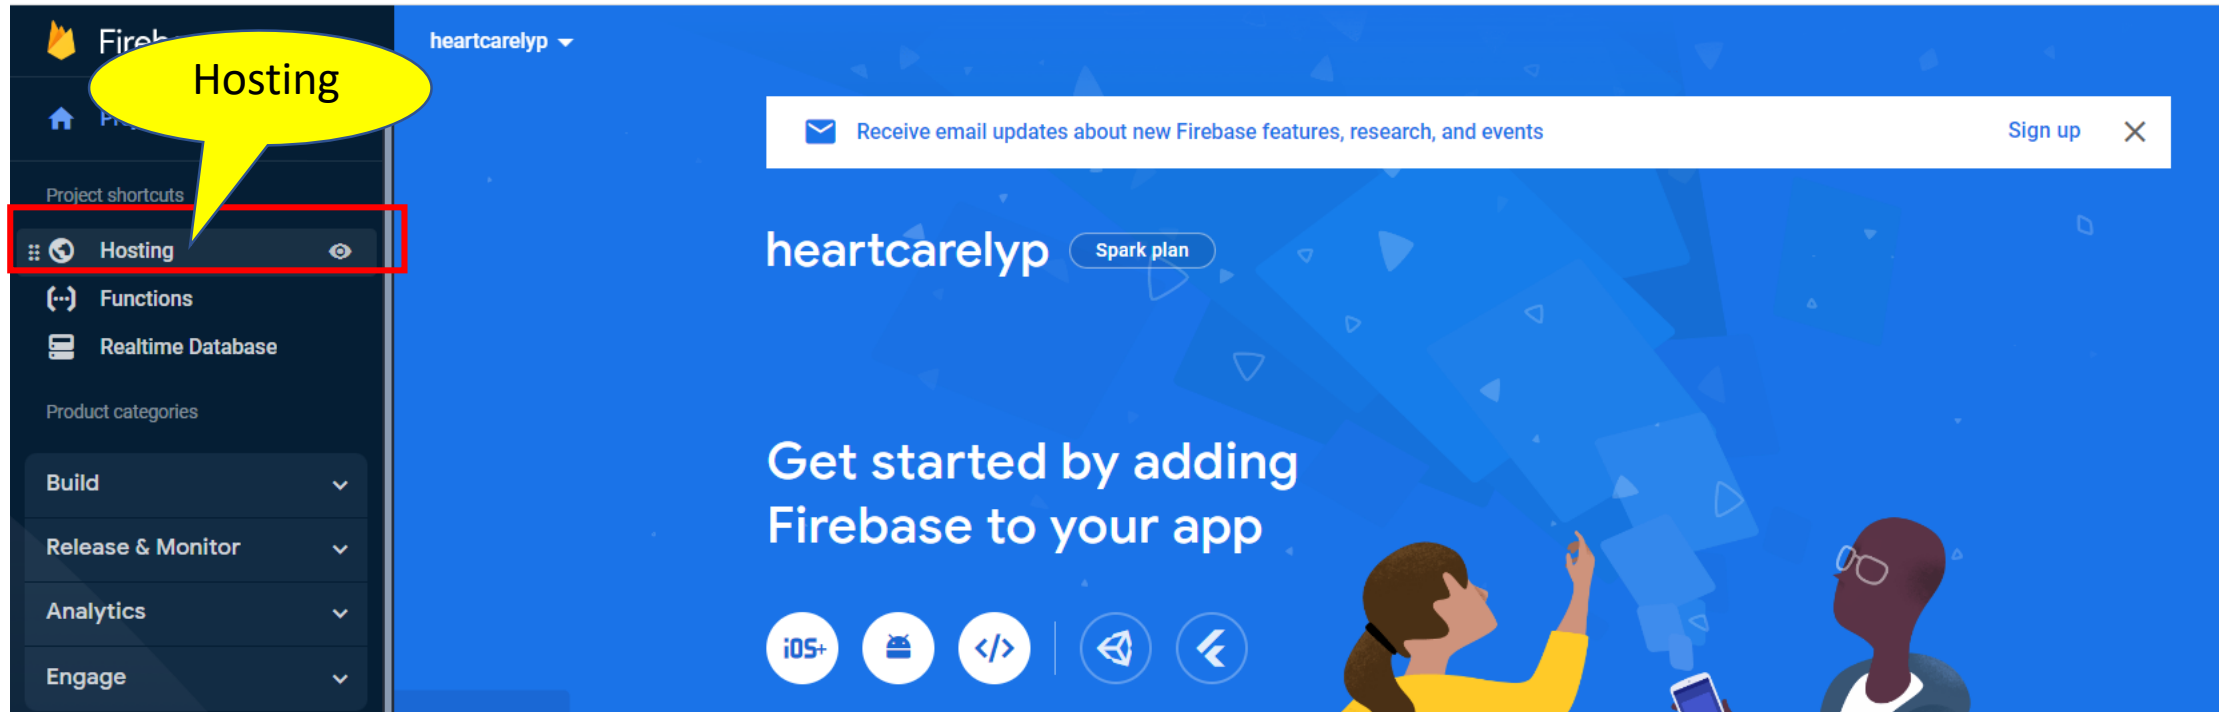 heartcarelyp
Hosting
Receive email updates about new Firebase features, research, and events
Sign up
Project shortcuts
Hosting
Functions
Realtime Database
Product categories
Build
Release & Monitor
Analytics
Engage
heartcarelyp
Spark plan
Get started by adding
Firebase to your app
iOS+